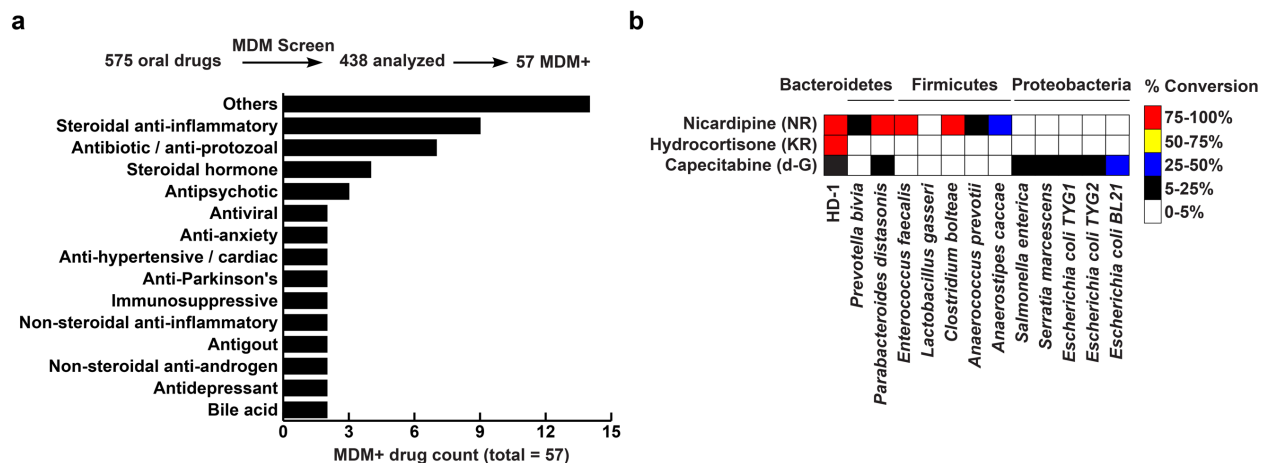 a
MDM Screen
575 oral drugs
438 analyzed
57 MDM+
Others
Steroidal anti-inflammatory
Antibiotic / anti-protozoal
Steroidal hormone
Antipsychotic
Antiviral
Anti-anxiety
Anti-hypertensive / cardiac
Anti-Parkinson's
Immunosuppressive
Non-steroidal anti-inflammatory
Antigout
Non-steroidal anti-androgen
Antidepressant
Bile acid
0 3 6 9 12 15
MDM+ drug count (total = 57)
b
Bacteroidetes Firmicutes Proteobacteria
% Conversion
75-100%
50-75%
25-50%
5-25%
0-5%
Nicardipine (NR)
Hydrocortisone (KR)
Capecitabine (d-G)
HD-1
Prevotella bivia
Parabacteroides distasonis
Enterococcus faecalis
Lactobacillus gasseri
Clostridium bolteae
Anaerococcus prevotii
Anaerostipes caccae
Salmonella enterica
Serratia marcescens
Escherichia coli TYG1
Escherichia coli TYG2
Escherichia coli BL21